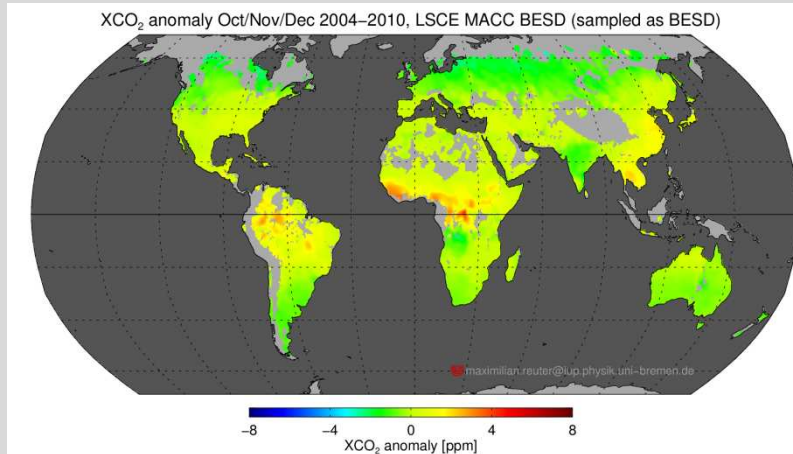 XCO₂ anomaly Oct/Nov/Dec 2004−2010, LSCE MACC BESD (sampled as BESD)
maximilian.reuter@iup.physik.uni-bremen.de
−8 −4 0 4 8
XCO₂ anomaly [ppm]